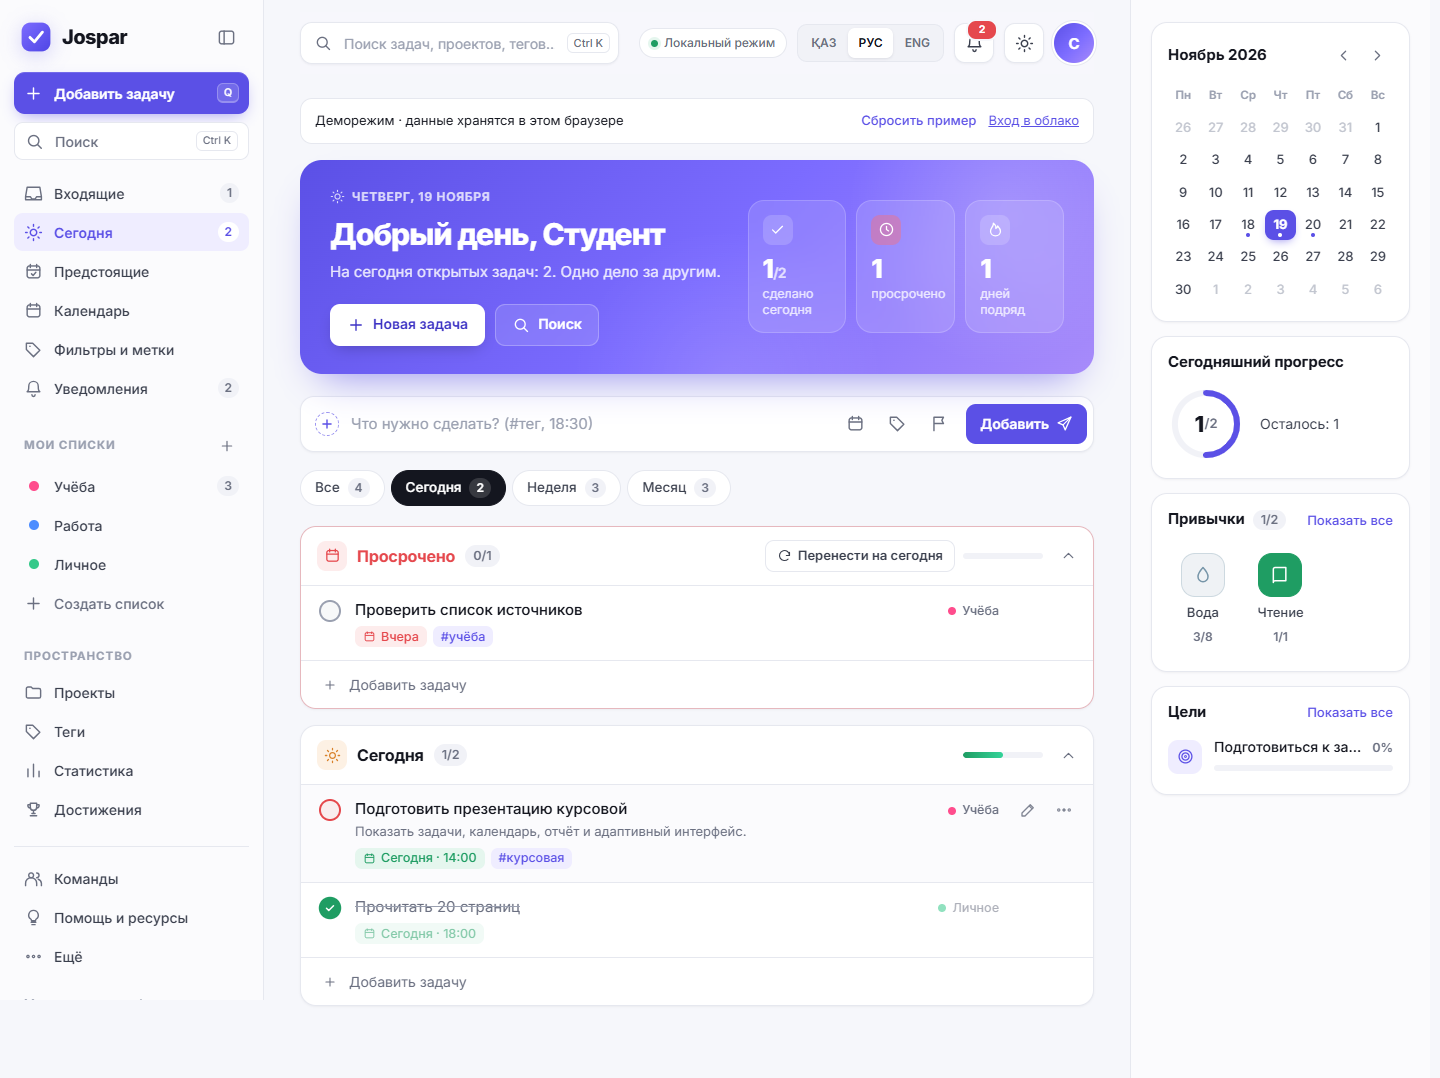 Jospar
Добавить задачу Q
Поиск Ctrl K
Входящие 1
Сегодня 2
Предстоящие
Календарь
Фильтры и метки
Уведомления 2
МОИ СПИСКИ
Учёба 3
Работа
Личное
Создать список
ПРОСТРАНСТВО
Проекты
Теги
Статистика
Достижения
Команды
Помощь и ресурсы
Ещё
Поиск задач, проектов, тегов.. Ctrl K
Локальный режим
ҚАЗ РУС ENG
2
С
Деморежим · данные хранятся в этом браузере
Сбросить пример Вход в облако
ЧЕТВЕРГ, 19 НОЯБРЯ
Добрый день, Студент
На сегодня открытых задач: 2. Одно дело за другим.
Новая задача
Поиск
1/2
сделано
сегодня
1
просрочено
1
дней
подряд
Что нужно сделать? (#тег, 18:30)
Добавить
Все 4
Сегодня 2
Неделя 3
Месяц 3
Просрочено 0/1
Перенести на сегодня
Проверить список источников
Учёба
Вчера #учёба
Добавить задачу
Сегодня 1/2
Подготовить презентацию курсовой
Учёба
Показать задачи, календарь, отчёт и адаптивный интерфейс.
Сегодня · 14:00 #курсовая
Прочитать 20 страниц
Личное
Сегодня · 18:00
Добавить задачу
Ноябрь 2026
Пн Вт Ср Чт Пт Сб Вс
26 27 28 29 30 31 1
2 3 4 5 6 7 8
9 10 11 12 13 14 15
16 17 18 19 20 21 22
23 24 25 26 27 28 29
30 1 2 3 4 5 6
Сегодняшний прогресс
1/2
Осталось: 1
Привычки 1/2 Показать все
Вода
3/8
Чтение
1/1
Цели Показать все
Подготовиться к за... 0%